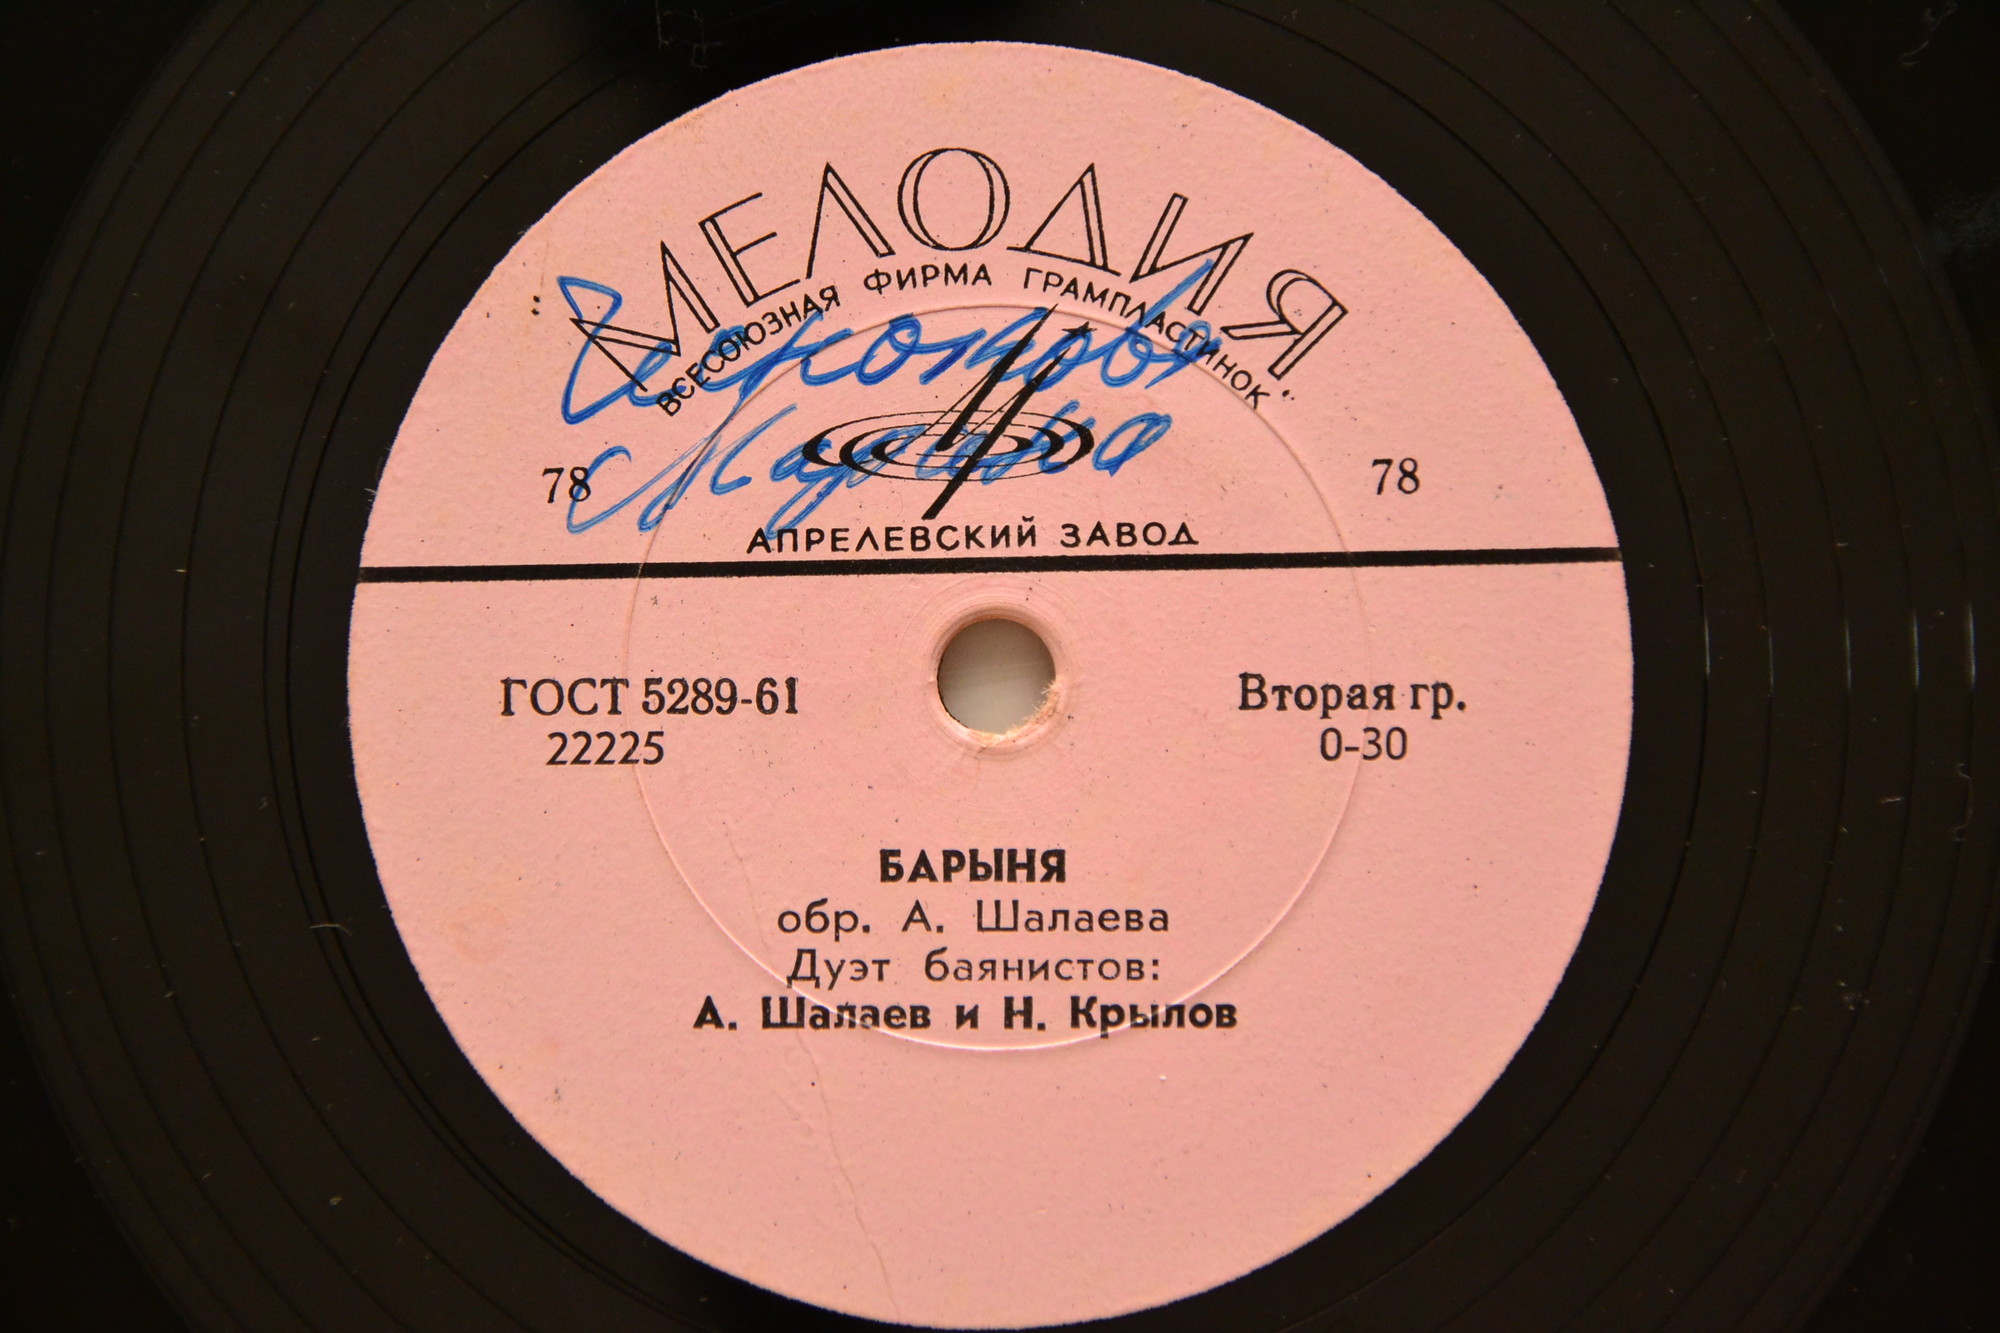 МЕЛОДИЯ
ВСЕСОЮЗНАЯ ФИРМА ГРАМПЛАСТИНОК
78 78
АПРЕЛЕВСКИЙ ЗАВОД
ГОСТ 5289-61 Вторая гр.
22225 0-30
БАРЫНЯ
обр. А. Шалаева
Дуэт баянистов:
А. Шалаев и Н. Крылов